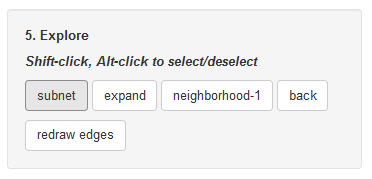 5. Explore
Shift-click, Alt-click to select/deselect
subnet expand neighborhood-1 back
redraw edges